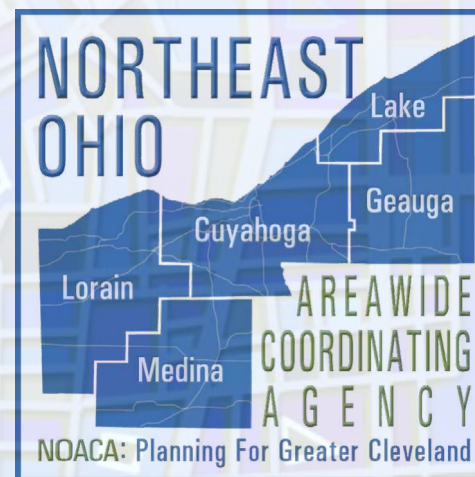 NORTHEAST
OHIO
Lake
Geauga
Cuyahoga
Lorain
Medina
AREAWIDE
COORDINATING
AGENCY
NOACA: Planning For Greater Cleveland